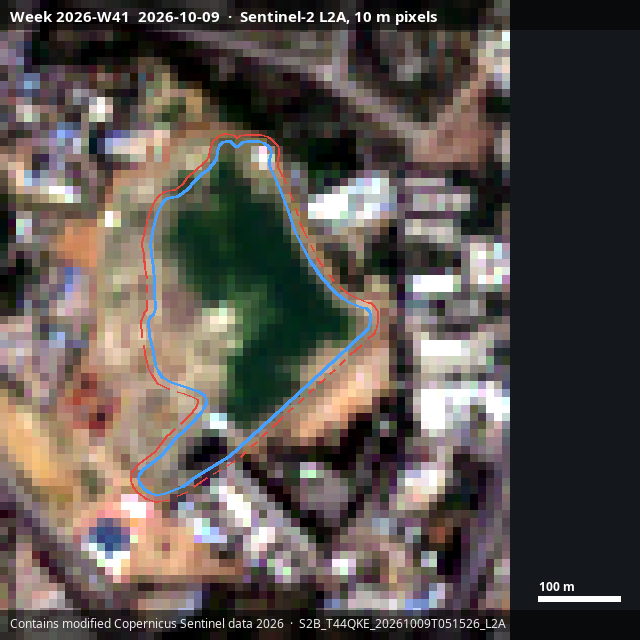 Week 2026-W41  2026-10-09  ·  Sentinel-2 L2A, 10 m pixels
100 m
Contains modified Copernicus Sentinel data 2026  ·  S2B_T44QKE_20261009T051526_L2A